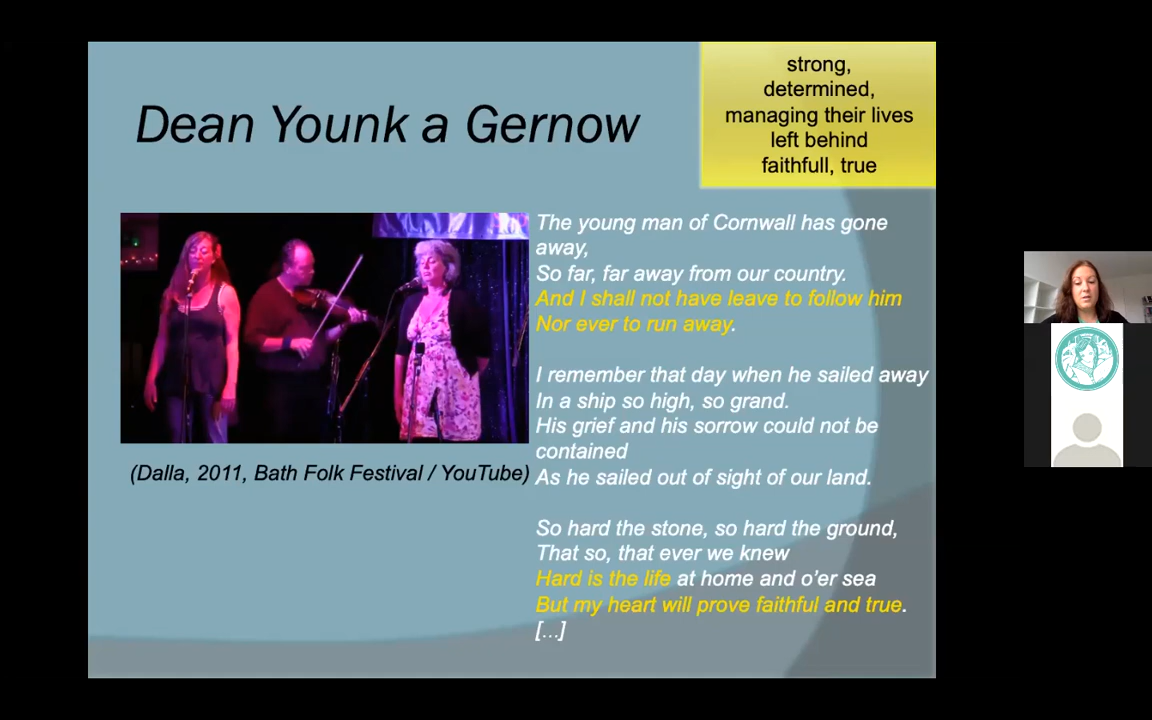 Dean Younk a Gernow
strong,
determined,
managing their lives
left behind
faithfull, true
The young man of Cornwall has gone
away,
So far, far away from our country.
And I shall not have leave to follow him
Nor ever to run away.
I remember that day when he sailed away
In a ship so high, so grand.
His grief and his sorrow could not be
contained
As he sailed out of sight of our land.
So hard the stone, so hard the ground,
That so, that ever we knew
Hard is the life at home and o’er sea
But my heart will prove faithful and true.
[...]
(Dalla, 2011, Bath Folk Festival / YouTube)